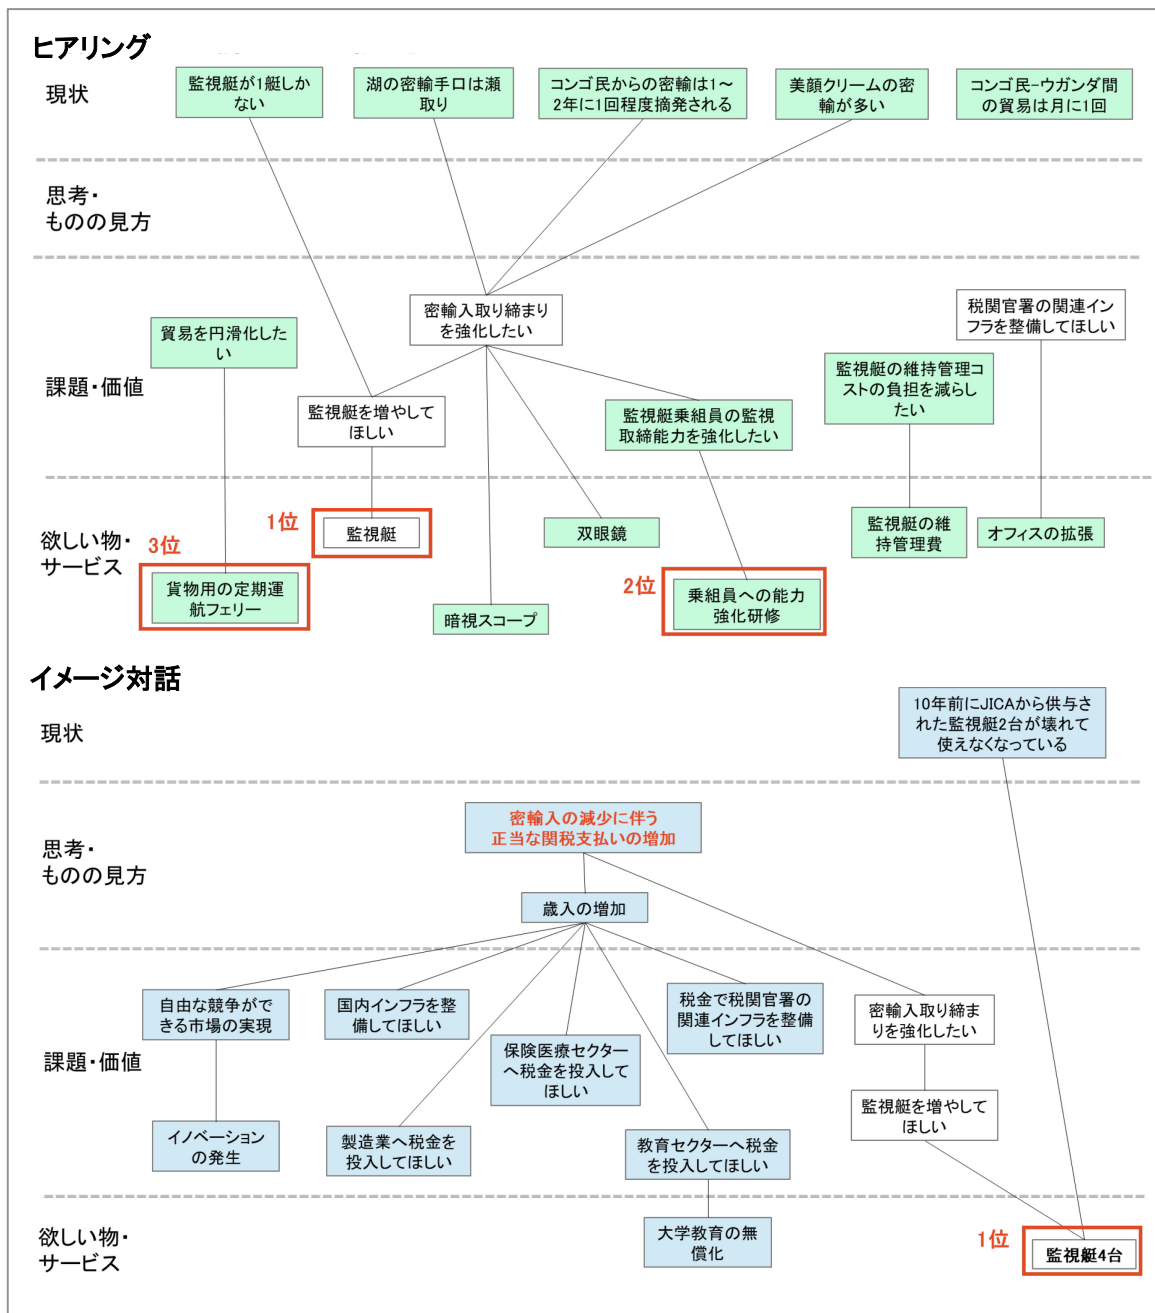 ヒアリング
現状
監視艇が1艇しか
ない
湖の密輸手口は瀬
取り
コンゴ民からの密輸は1～
2年に1回程度摘発される
美顔クリームの密
輸が多い
コンゴ民-ウガンダ間
の貿易は月に1回
思考・
ものの見方
課題・価値
貿易を円滑化した
い
密輸入取り締まり
を強化したい
税関官署の関連イン
フラを整備してほしい
監視艇を増やして
ほしい
監視艇乗組員の監視
取締能力を強化したい
監視艇の維持管理コ
ストの負担を減らし
たい
欲しい物・
サービス
3位
貨物用の定期運
航フェリー
1位
監視艇
暗視スコープ
双眼鏡
2位
乗組員への能力
強化研修
監視艇の維
持管理費
オフィスの拡張
イメージ対話
現状
10年前にJICAから供与さ
れた監視艇2台が壊れて
使えなくなっている
思考・
ものの見方
密輸入の減少に伴う
正当な関税支払いの増加
歳入の増加
課題・価値
自由な競争がで
きる市場の実現
国内インフラを整
備してほしい
保険医療セクター
へ税金を投入して
ほしい
税金で税関官署の
関連インフラを整備
してほしい
密輸入取り締ま
りを強化したい
イノベーション
の発生
製造業へ税金を
投入してほしい
教育セクターへ税金
を投入してほしい
監視艇を増やして
ほしい
欲しい物・
サービス
大学教育の無
償化
1位
監視艇4台